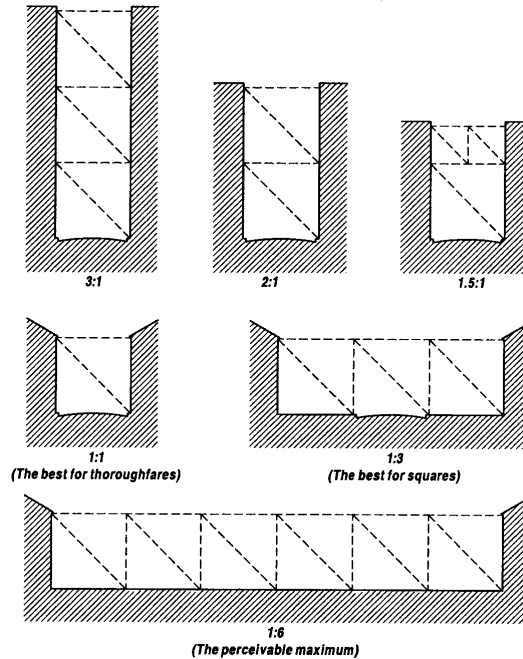 3:1
2:1
1.5:1
1:1
(The best for thoroughfares)
1:3
(The best for squares)
1:6
(The perceivable maximum)